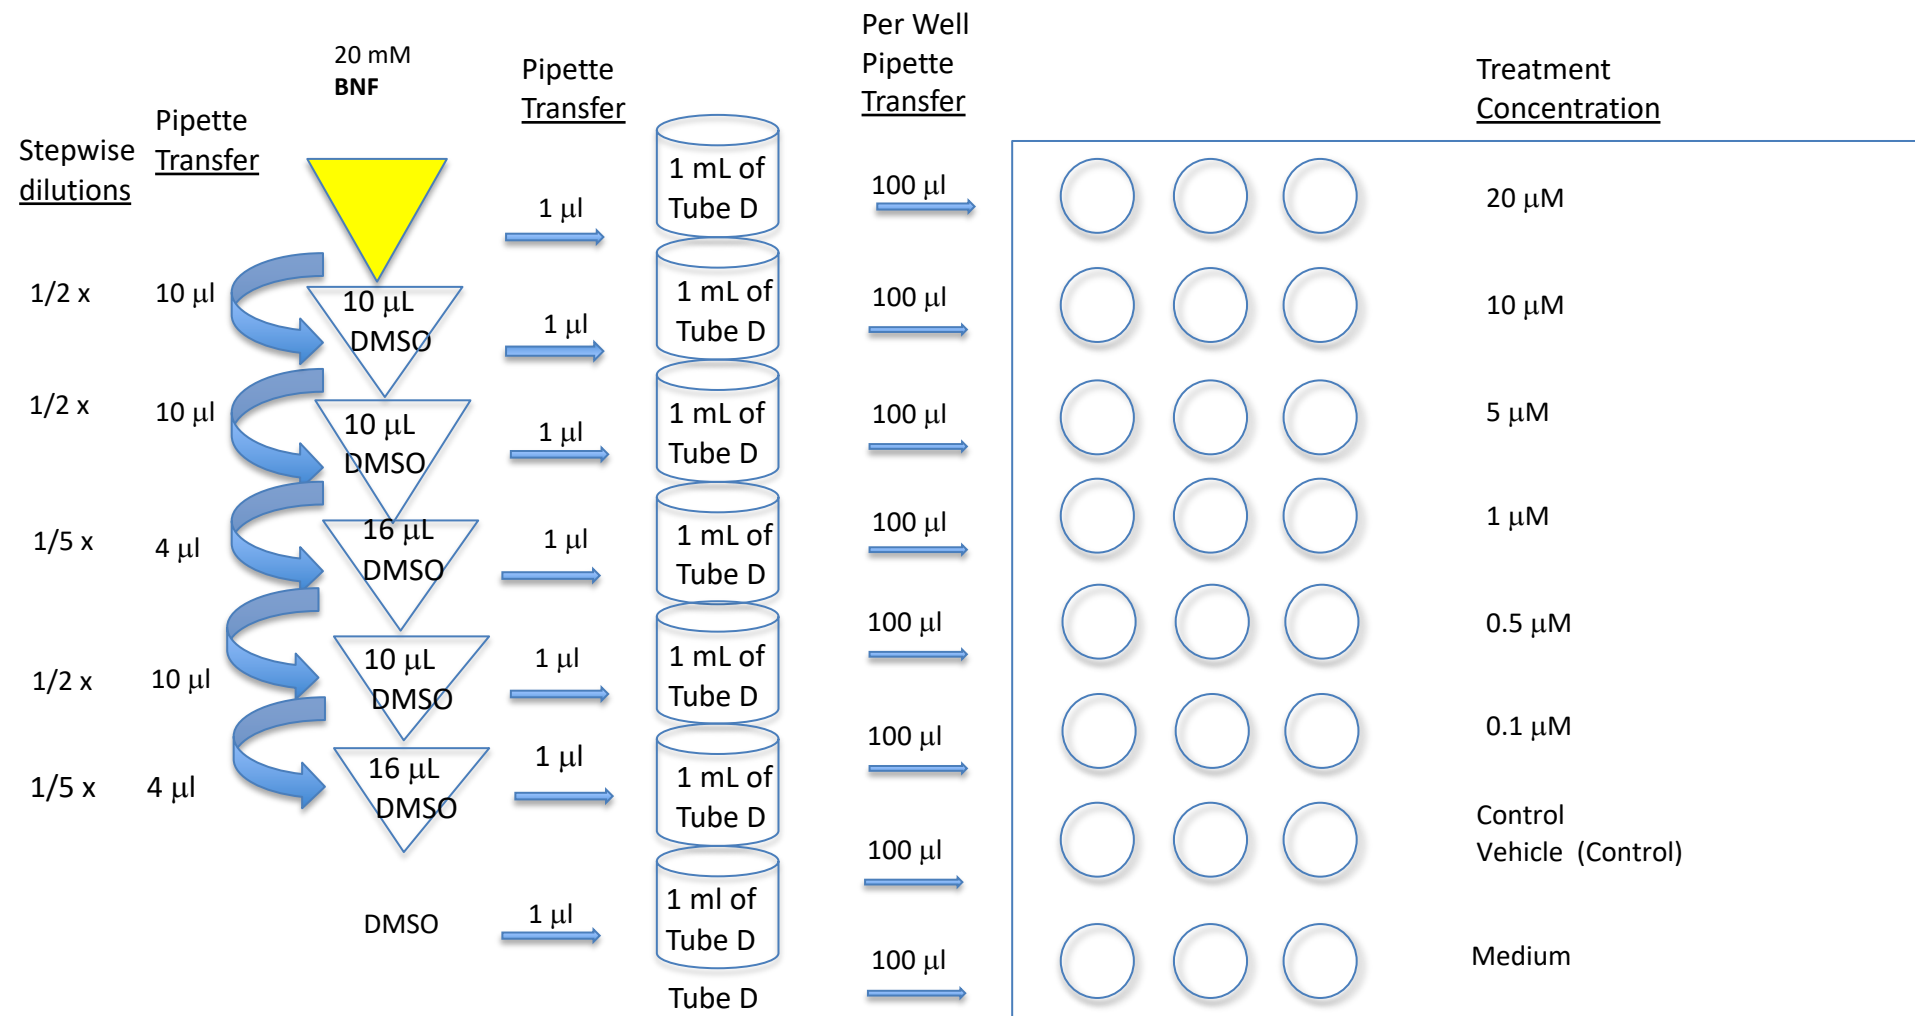 Stepwise
dilutions
Pipette
Transfer
20 mM
BNF
Pipette
Transfer
Per Well
Pipette
Transfer
Treatment
Concentration
1 μl
1 mL of
Tube D
100 μl
20 μM
1/2 x
10 μl
10 μL
DMSO
1 μl
1 mL of
Tube D
100 μl
10 μM
1/2 x
10 μl
10 μL
DMSO
1 μl
1 mL of
Tube D
100 μl
5 μM
1/5 x
4 μl
16 μL
DMSO
1 μl
1 mL of
Tube D
100 μl
1 μM
1/2 x
10 μl
10 μL
DMSO
1 μl
1 mL of
Tube D
100 μl
0.5 μM
1/5 x
4 μl
16 μL
DMSO
1 μl
1 mL of
Tube D
100 μl
0.1 μM
DMSO
1 μl
1 ml of
Tube D
100 μl
Control
Vehicle (Control)
Tube D
100 μl
Medium